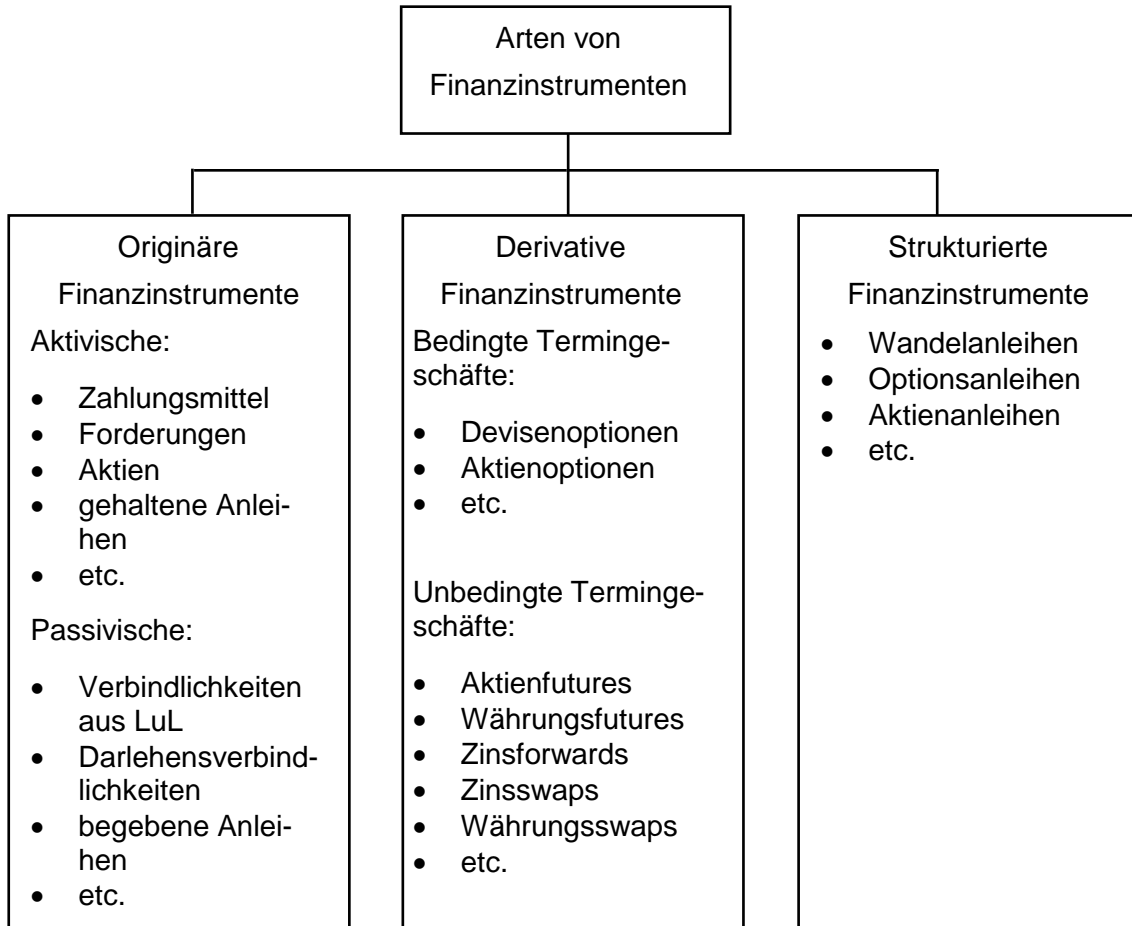 Arten von
Finanzinstrumenten
Originäre
Finanzinstrumente
Aktivische:
• Zahlungsmittel
• Forderungen
• Aktien
• gehaltene Anlei-
hen
• etc.
Passivische:
• Verbindlichkeiten
aus LuL
• Darlehensverbind-
lichkeiten
• begebene Anlei-
hen
• etc.
Derivative
Finanzinstrumente
Bedingte Terminge-
schäfte:
• Devisenoptionen
• Aktienoptionen
• etc.
Unbedingte Terminge-
schäfte:
• Aktienfutures
• Währungsfutures
• Zinsforwards
• Zinsswaps
• Währungsswaps
• etc.
Strukturierte
Finanzinstrumente
• Wandelanleihen
• Optionsanleihen
• Aktienanleihen
• etc.